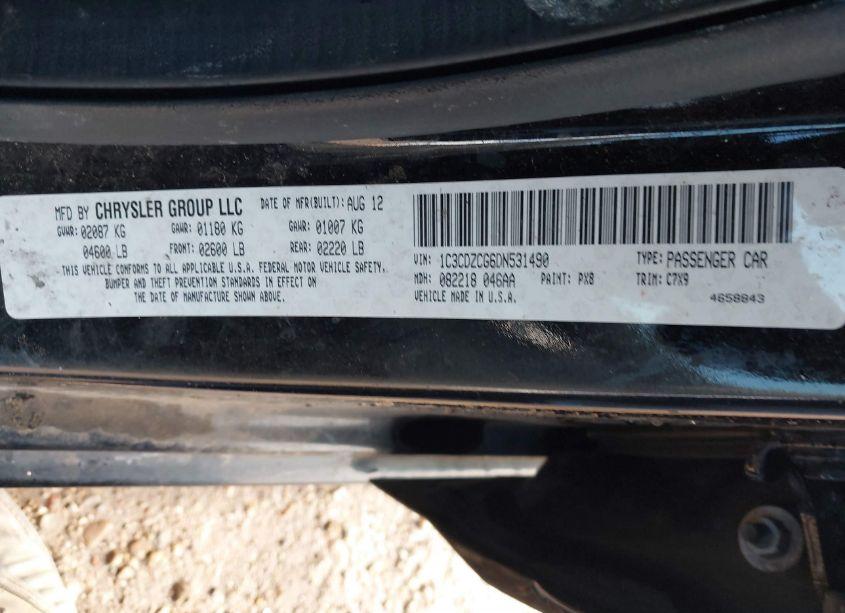 MFD BY CHRYSLER GROUP LLC DATE OF MFR(BUILT): AUG 12
GVWR: 02087 KG GAWR: 01180 KG GAWR: 01007 KG
04600 LB FRONT: 02600 LB REAR: 02220 LB
- THIS VEHICLE CONFORMS TO ALL APPLICABLE U.S.A. FEDERAL MOTOR VEHICLE SAFETY,
BUMPER AND THEFT PREVENTION STANDARDS IN EFFECT ON
THE DATE OF MANUFACTURE SHOWN ABOVE.
VIN: 1C3CDZCG6DN531490 TYPE: PASSENGER CAR
MDH: 082218 046AA PAINT: PX8 TRIM: C7X9
VEHICLE MADE IN U.S.A. 4658843